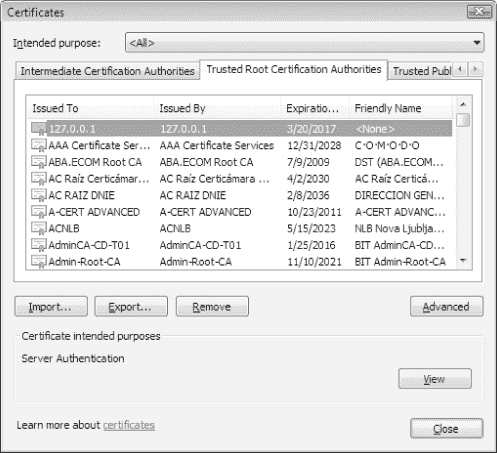 Certificates
Intended purpose: <All>
Intermediate Certification Authorities Trusted Root Certification Authorities Trusted Publ
Issued To Issued By Expiratio... Friendly Name
127.0.0.1 127.0.0.1 3/20/2017 <None>
AAA Certificate Ser... AAA Certificate Services 12/31/2028 C·O·M·O·D·O
ABA.ECOM Root CA ABA.ECOM Root CA 7/9/2009 DST (ABA.ECOM...
AC Raíz Certicámar... AC Raíz Certicámara ... 4/2/2030 AC Raíz Certicá...
AC RAIZ DNIE AC RAIZ DNIE 2/8/2036 DIRECCION GEN...
A-CERT ADVANCED A-CERT ADVANCED 10/23/2011 A-CERT ADVANC...
ACNLB ACNLB 5/15/2023 NLB Nova Ljublja...
AdminCA-CD-T01 AdminCA-CD-T01 1/25/2016 BIT AdminCA-CD...
Admin-Root-CA Admin-Root-CA 11/10/2021 BIT Admin-Root-CA
Import... Export... Remove Advanced
Certificate intended purposes
Server Authentication
View
Learn more about certificates
Close